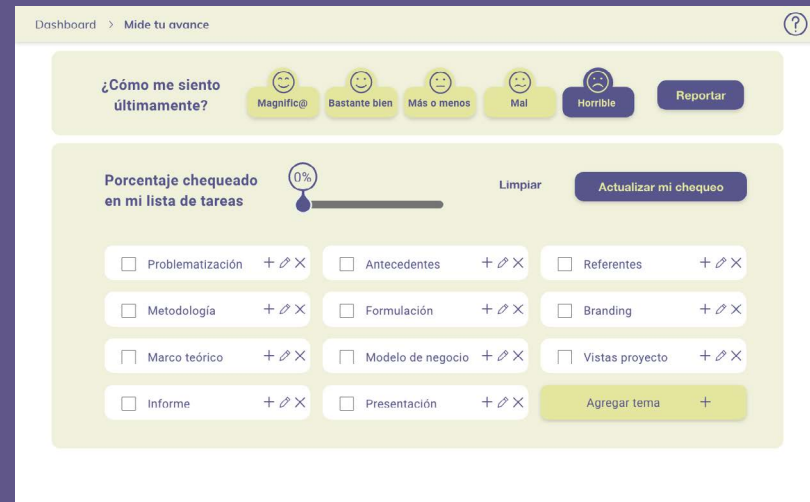 Dashboard > Mide tu avance
?
¿Cómo me siento
últimamente?
Magnific@
Bastante bien
Más o menos
Mal
Horrible
Reportar
Porcentaje chequeado
en mi lista de tareas
0%
Limpiar
Actualizar mi chequeo
Problematización
Antecedentes
Referentes
Metodología
Formulación
Branding
Marco teórico
Modelo de negocio
Vistas proyecto
Informe
Presentación
Agregar tema +